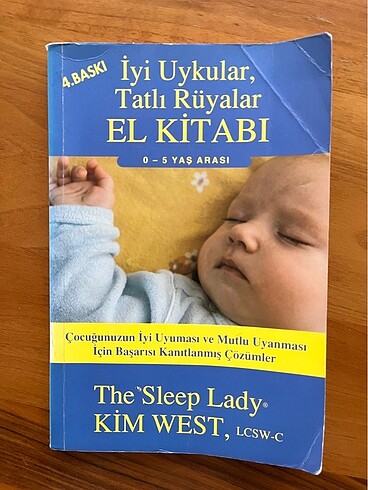 4. BASKI
İyi Uykular,
Tatlı Rüyalar
EL KİTABI
0 – 5 YAŞ ARASI
Çocuğunuzun İyi Uyuması ve Mutlu Uyanması
İçin Başarısı Kanıtlanmış Çözümler
The Sleep Lady®
KİM WEST, LCSW-C